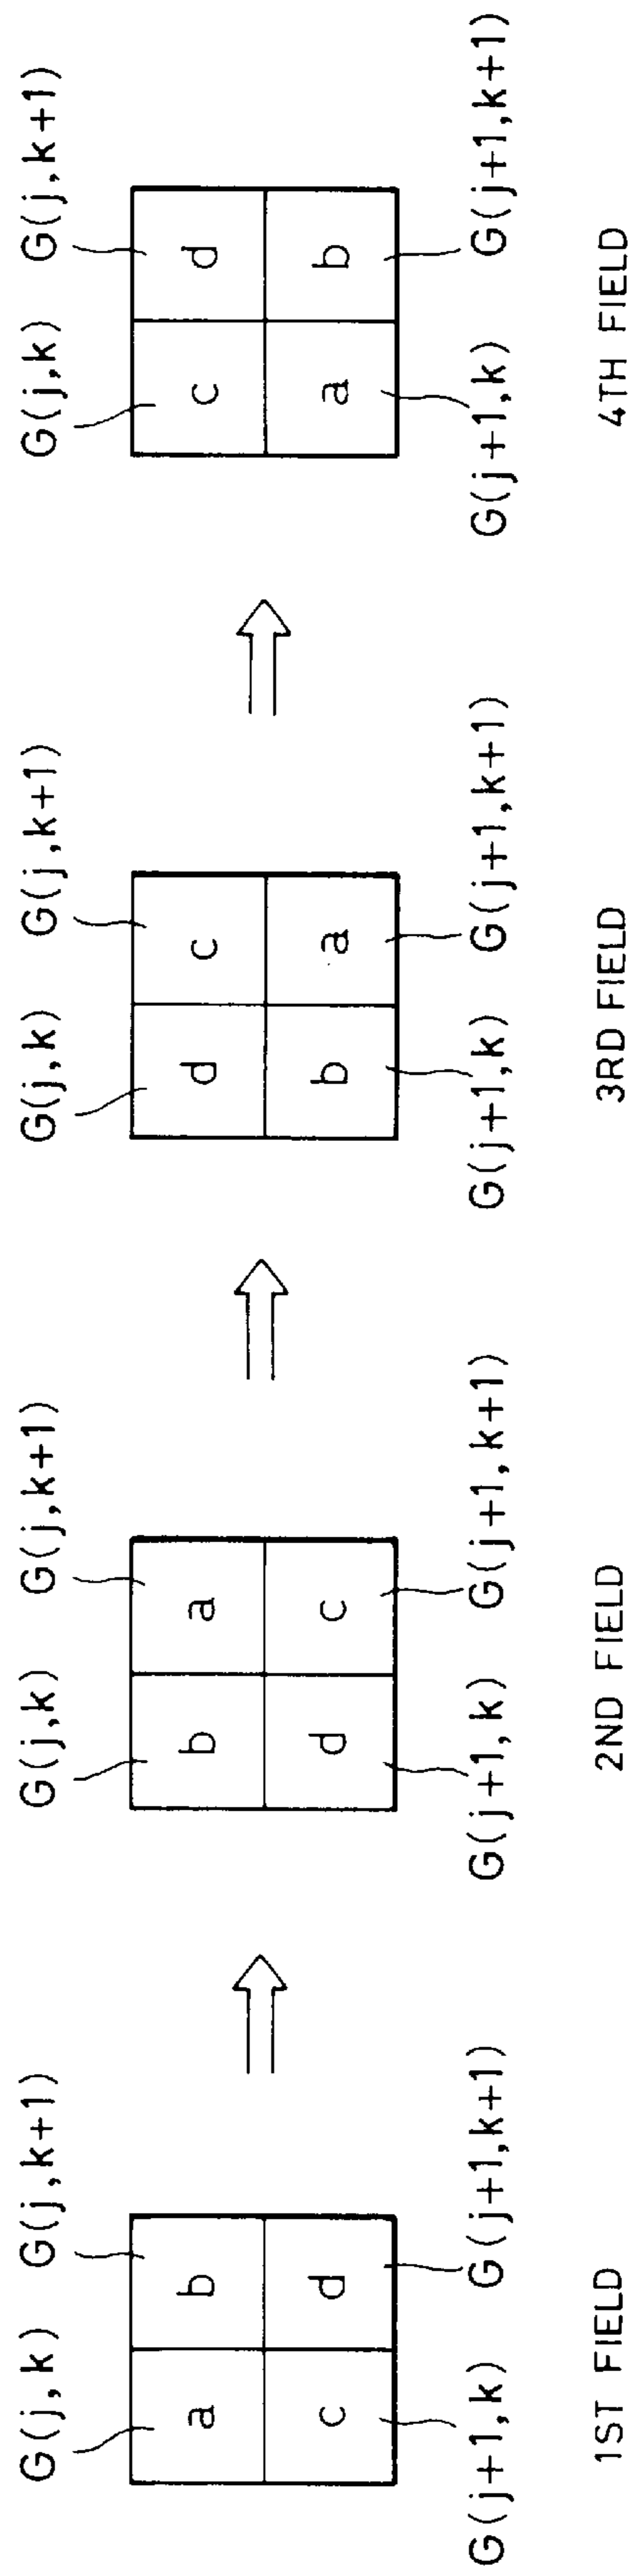 G(j,k) G(j,k+1)
a b
c d
G(j+1,k) G(j+1,k+1)
1ST FIELD
G(j,k) G(j,k+1)
b a
d c
G(j+1,k) G(j+1,k+1)
2ND FIELD
G(j,k) G(j,k+1)
d c
b a
G(j+1,k) G(j+1,k+1)
3RD FIELD
G(j,k) G(j,k+1)
c d
a b
G(j+1,k) G(j+1,k+1)
4TH FIELD